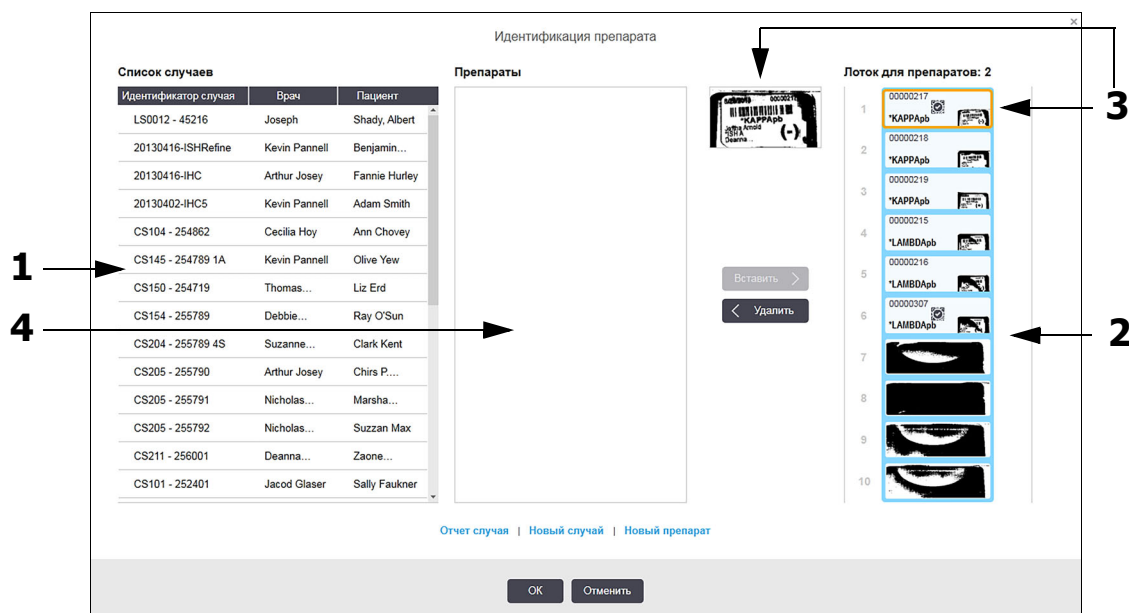 ×
Идентификация препарата
Список случаев
Идентификатор случая Врач Пациент
LS0012 - 45216 Joseph Shady, Albert
20130416-ISHRefine Kevin Pannell Benjamin...
20130416-IHC Arthur Josey Fannie Hurley
20130402-IHC5 Kevin Pannell Adam Smith
CS104 - 254862 Cecilia Hoy Ann Chovey
CS145 - 254789 1A Kevin Pannell Olive Yew
CS150 - 254719 Thomas... Liz Erd
CS154 - 255789 Debbie... Ray O'Sun
CS204 - 255789 4S Suzanne... Clark Kent
CS205 - 255790 Arthur Josey Chirs P....
CS205 - 255791 Nicholas... Marsha...
CS205 - 255792 Nicholas... Suzzan Max
CS211 - 256001 Deanna... Zaone...
CS101 - 252401 Jacod Glaser Sally Faukner
Препараты
*KAPPApb
Arnold
ISH A
Deanna...
(-)
Вставить
Удалить
Лоток для препаратов: 2
1 00000217
*KAPPApb (-)
2 00000218
*KAPPApb
3 00000219
*KAPPApb
4 00000215
*LAMBDApb
5 00000216
*LAMBDApb
6 00000307
*LAMBDApb
7
8
9
10
Отчет случая | Новый случай | Новый препарат
ОК Отменить
1
4
3
2